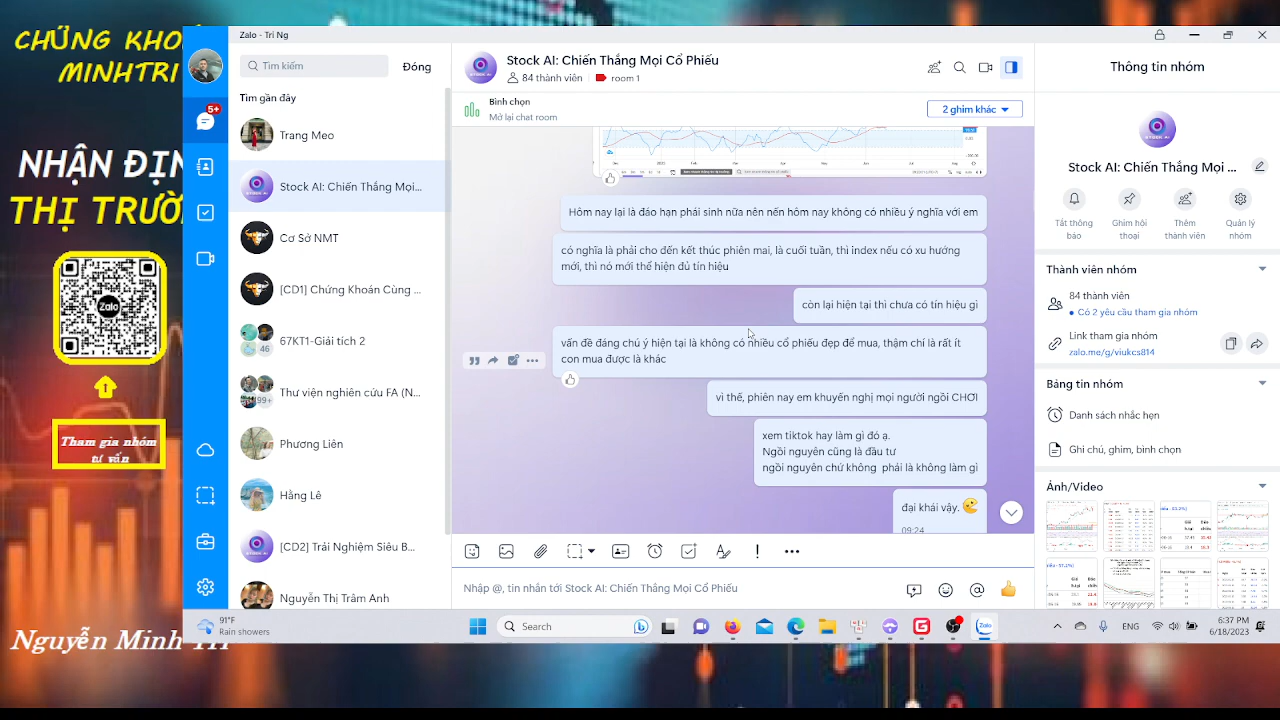 CHỨNG KHO
MINHTRI
NHẬN ĐỊN
THỊ TRƯỜ
Zalo
Tham gia nhóm
tư vấn
Nguyễn Minh Trí
Zalo - Tri Ng
Tìm kiếm
Đóng
5+
Tìm gần đây
Trang Meo
Stock AI: Chiến Thắng Mọi...
Cơ Sở NMT
[CD1] Chứng Khoán Cùng ...
67KT1-Giải tích 2
46
Thư viện nghiên cứu FA (N...
99+
Phương Liên
Hằng Lê
[CD2] Trải Nghiệm Siêu B...
Nguyễn Thị Trâm Anh
Stock AI: Chiến Thắng Mọi Cổ Phiếu
84 thành viên
room 1
Bình chọn
Mở lại chat room
2 ghim khác
Hôm nay lại là đáo hạn phái sinh nữa nên nến hôm nay không có nhiều ý nghĩa với em
có nghĩa là phải cho đến kết thúc phiên mai, là cuối tuần, thì index nếu có xu hướng
mới, thì nó mới thể hiện đủ tín hiệu
còn lại hiện tại thì chưa có tín hiệu gì
vấn đề đáng chú ý hiện tại là không có nhiều cổ phiếu đẹp để mua, thậm chí là rất ít
con mua được là khác
vì thế, phiên nay em khuyến nghị mọi người ngồi CHƠI
xem tiktok hay làm gì đó ạ.
Ngồi nguyên cũng là đầu tư
ngồi nguyên chứ không  phải là không làm gì
đại khái vậy.
09:24
Nhập @, tin nhắn tới Stock AI: Chiến Thắng Mọi Cổ Phiếu
Thông tin nhóm
Stock AI: Chiến Thắng Mọi ...
Tắt thông
báo
Ghim hội
thoại
Thêm
thành viên
Quản lý
nhóm
Thành viên nhóm
84 thành viên
• Có 2 yêu cầu tham gia nhóm
Link tham gia nhóm
zalo.me/g/viukcs814
Bảng tin nhóm
Danh sách nhắc hẹn
Ghi chú, ghim, bình chọn
Ảnh/Video
91°F
Rain showers
Search
ENG
6:37 PM
6/18/2023